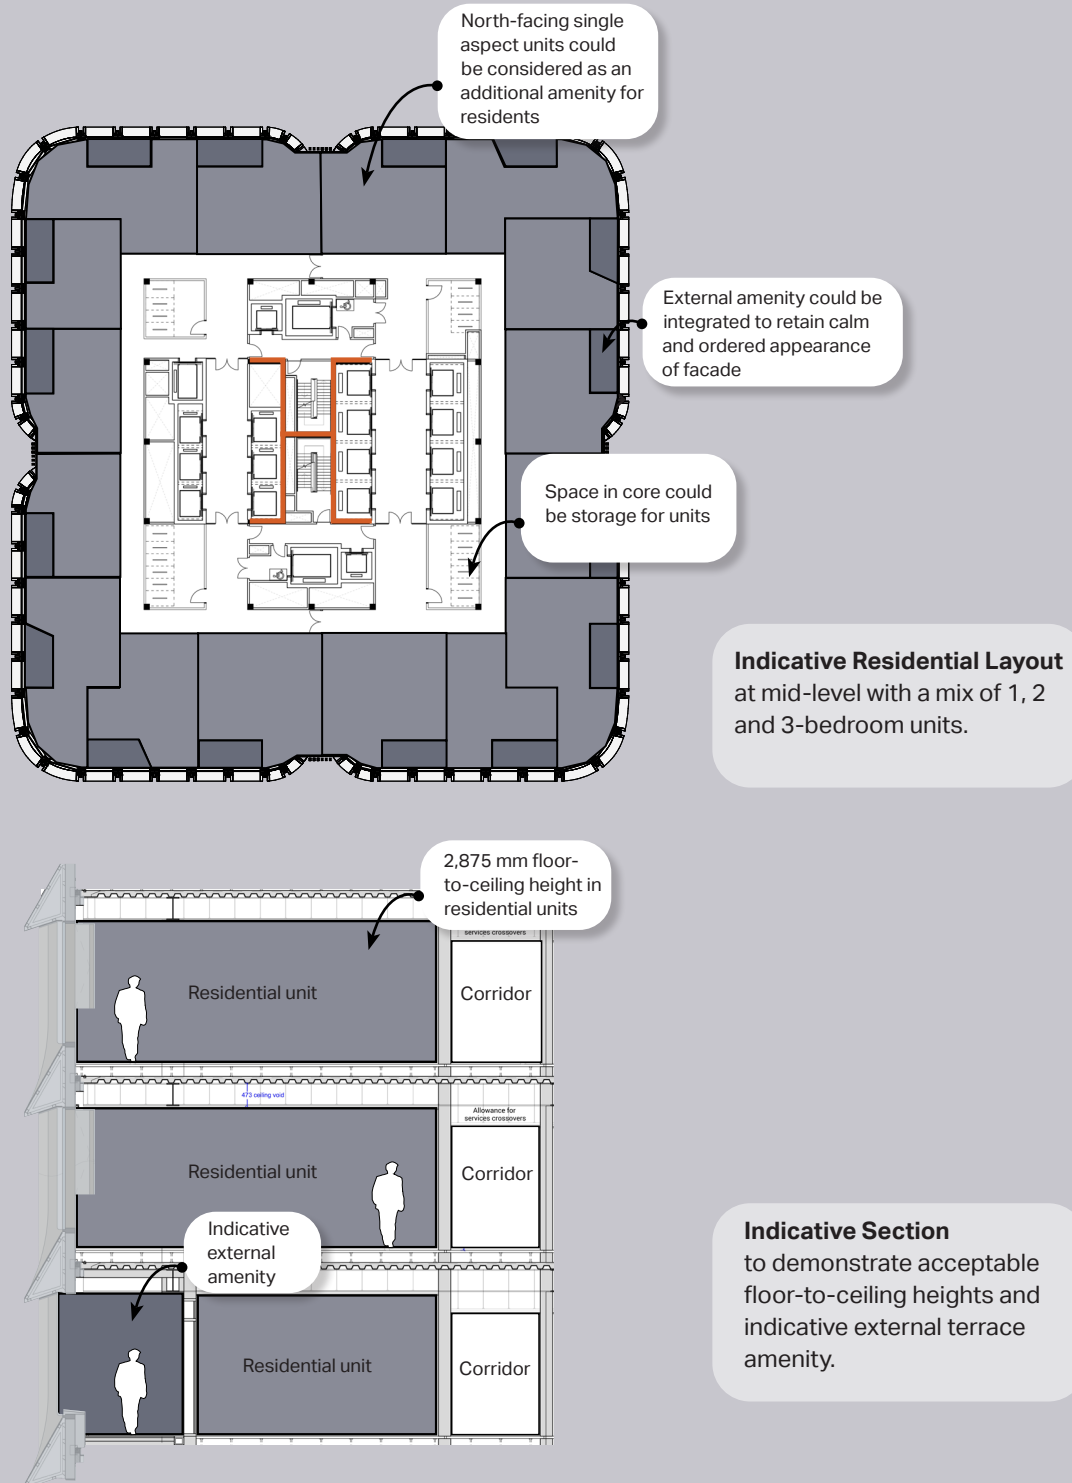 North-facing single
aspect units could
be considered as an
additional amenity for
residents
External amenity could be
integrated to retain calm
and ordered appearance
of facade
Space in core could
be storage for units
Indicative Residential Layout
at mid-level with a mix of 1, 2
and 3-bedroom units.
2,875 mm floor-
to-ceiling height in
residential units
services crossovers
Residential unit
Corridor
473 ceiling void
Allowance for
services crossovers
Residential unit
Corridor
Indicative
external
amenity
Residential unit
Corridor
Indicative Section
to demonstrate acceptable
floor-to-ceiling heights and
indicative external terrace
amenity.